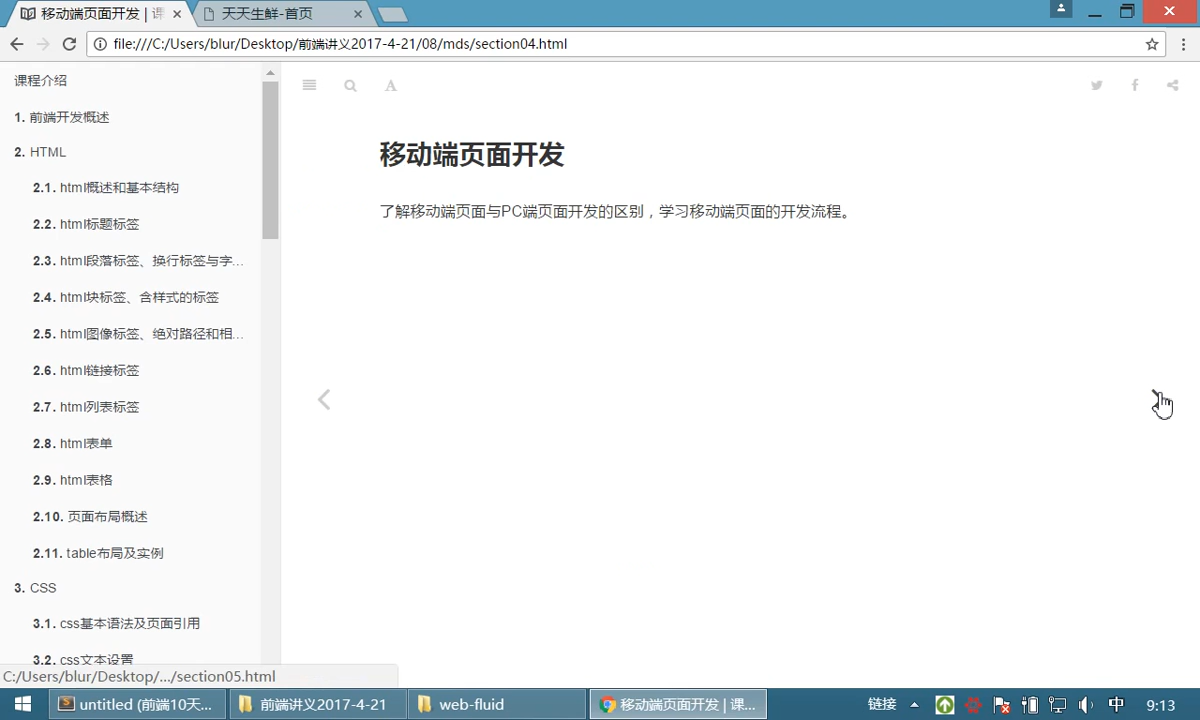 移动端页面开发 | 课
天天生鲜-首页
file:///C:/Users/blur/Desktop/前端讲义2017-4-21/08/mds/section04.html
课程介绍
1. 前端开发概述
2. HTML
2.1. html概述和基本结构
2.2. html标题标签
2.3. html段落标签、换行标签与字...
2.4. html块标签、含样式的标签
2.5. html图像标签、绝对路径和相...
2.6. html链接标签
2.7. html列表标签
2.8. html表单
2.9. html表格
2.10. 页面布局概述
2.11. table布局及实例
3. CSS
3.1. css基本语法及页面引用
3.2. css文本设置
A
移动端页面开发
了解移动端页面与PC端页面开发的区别，学习移动端页面的开发流程。
C:/Users/blur/Desktop/.../section05.html
untitled (前端10天...
前端讲义2017-4-21
web-fluid
移动端页面开发 | 课...
链接
中
9:13